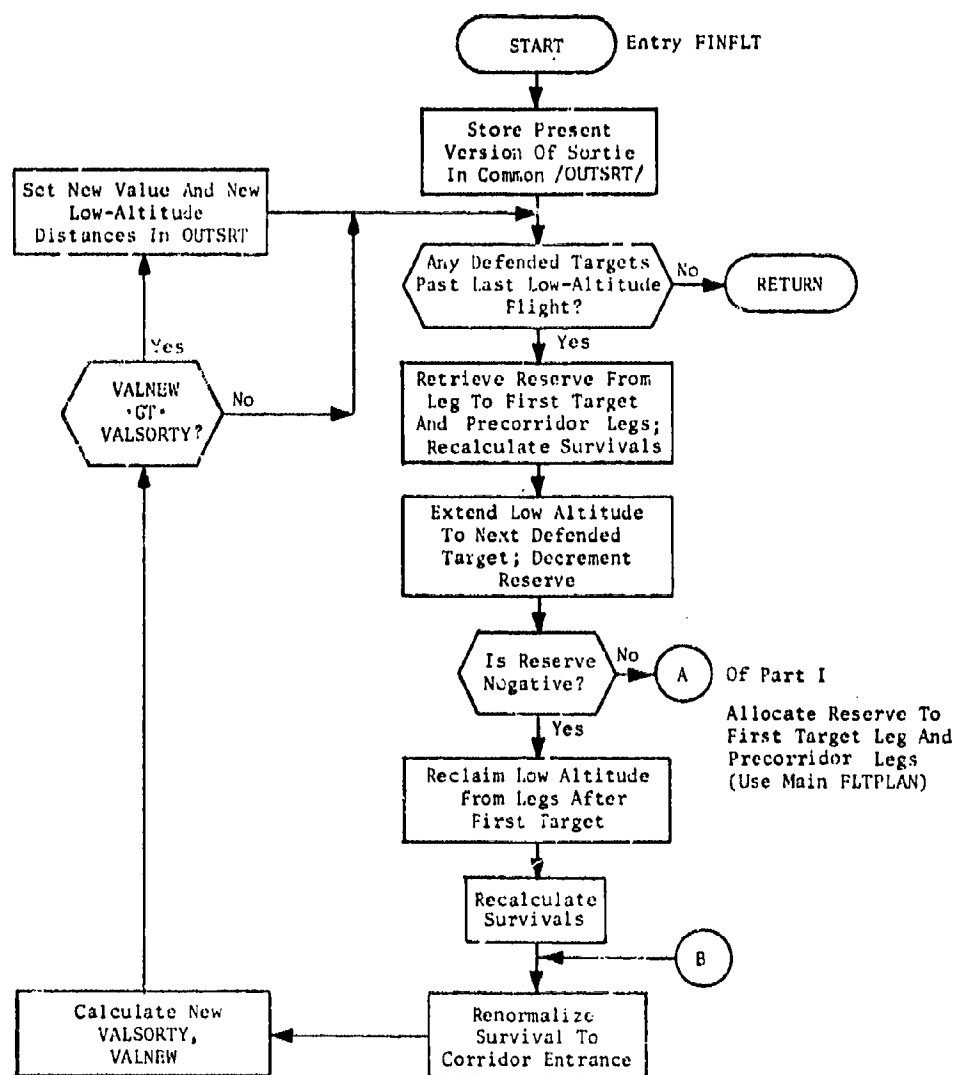 START
Entry FINFLT
Store Present
Version Of Sortie
In Common /OUTSRT/
Set New Value And New
Low-Altitude
Distances In OUTSRT
Any Defended Targets
Past Last Low-Altitude
Flight?
No
RETURN
Yes
Yes
VALNEW
·GT·
VALSORTY?
No
Retrieve Reserve From
Leg To First Target
And Precorridor Legs;
Recalculate Survivals
Extend Low Altitude
To Next Defended
Target; Decrement
Reserve
Is Reserve
Negative?
No
A
Of Part I
Allocate Reserve To
First Target Leg And
Precorridor Legs
(Use Main FLTPLAN)
Yes
Reclaim Low Altitude
From Legs After
First Target
Recalculate
Survivals
B
Renormalize
Survival To
Corridor Entrance
Calculate New
VALSORTY,
VALNEW